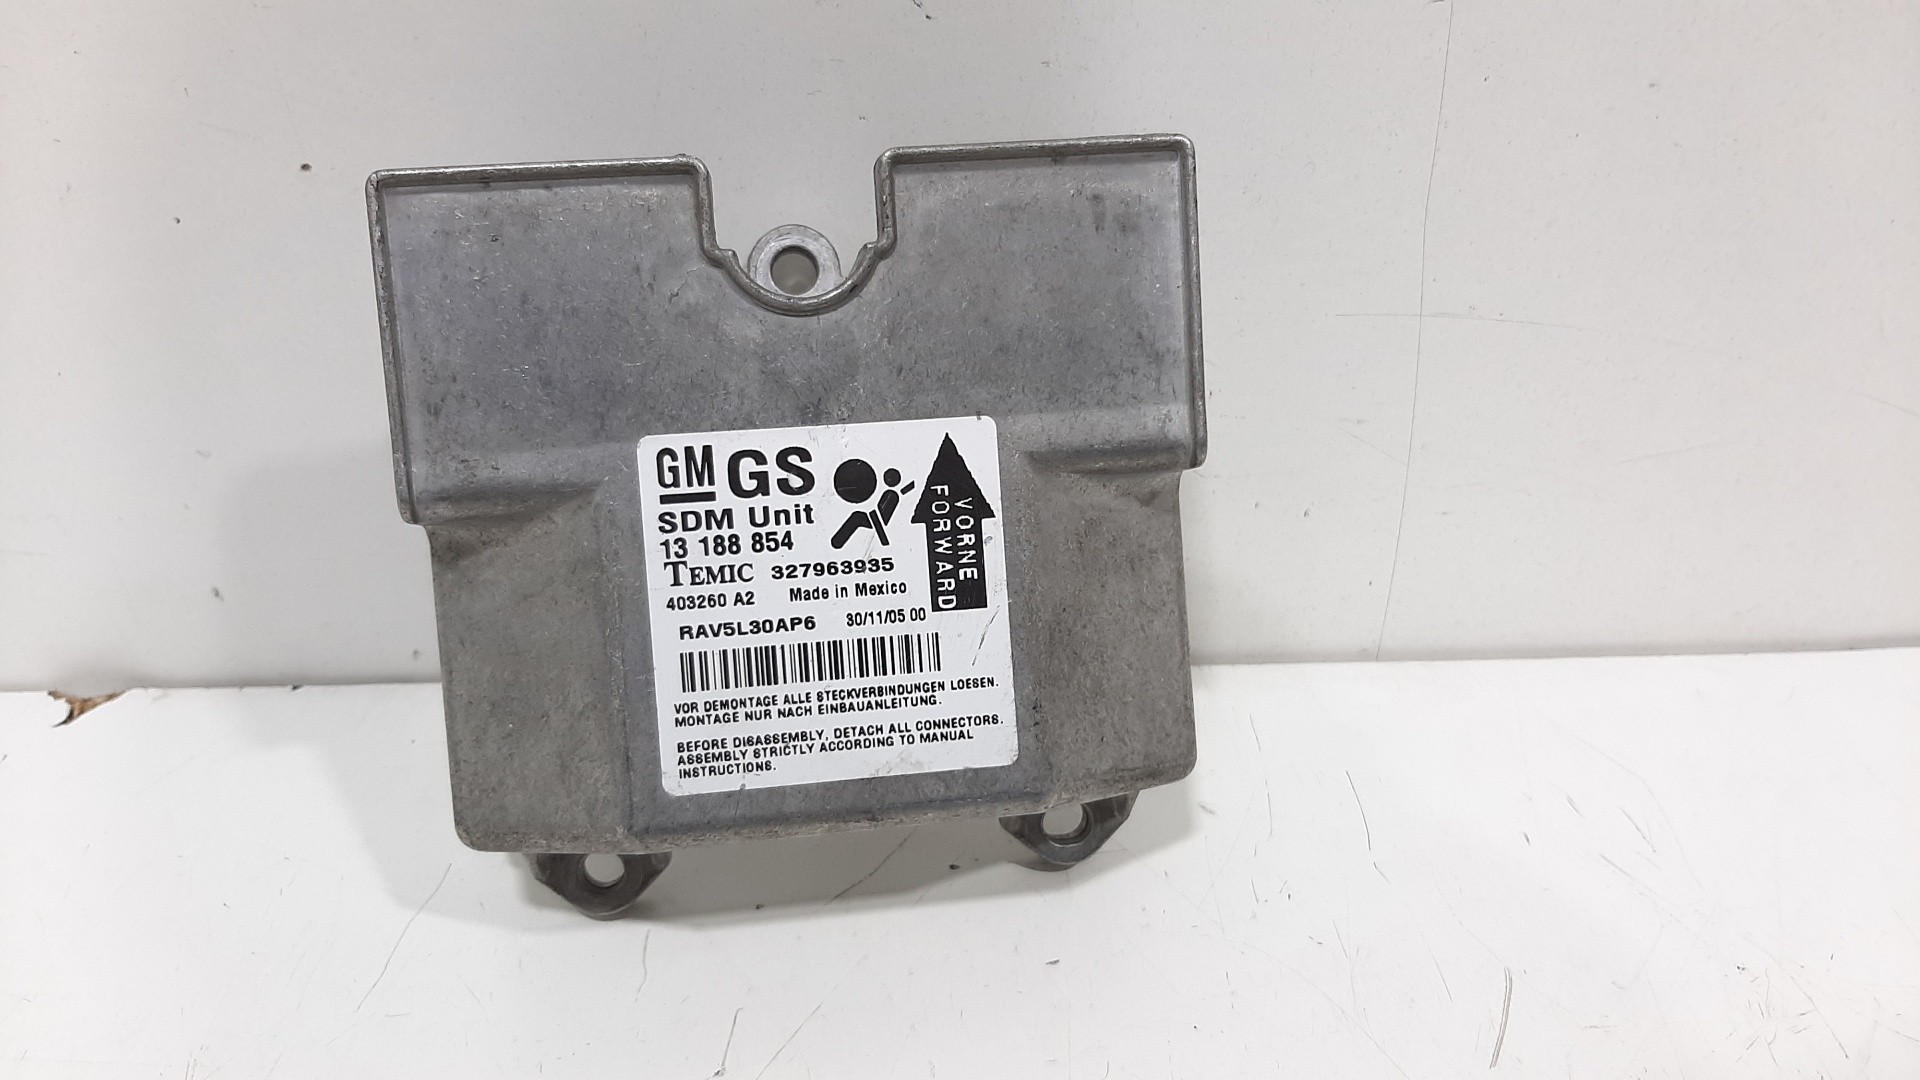 GM GS
SDM Unit
13 188 854
TEMIC 327963935
403260 A2 Made in Mexico
RAV5L30AP6 30/11/05 00
VORNE
FORWARD
VOR DEMONTAGE ALLE STECKVERBINDUNGEN LOESEN.
MONTAGE NUR NACH EINBAUANLEITUNG.
BEFORE DISASSEMBLY, DETACH ALL CONNECTORS.
ASSEMBLY STRICTLY ACCORDING TO MANUAL
INSTRUCTIONS.